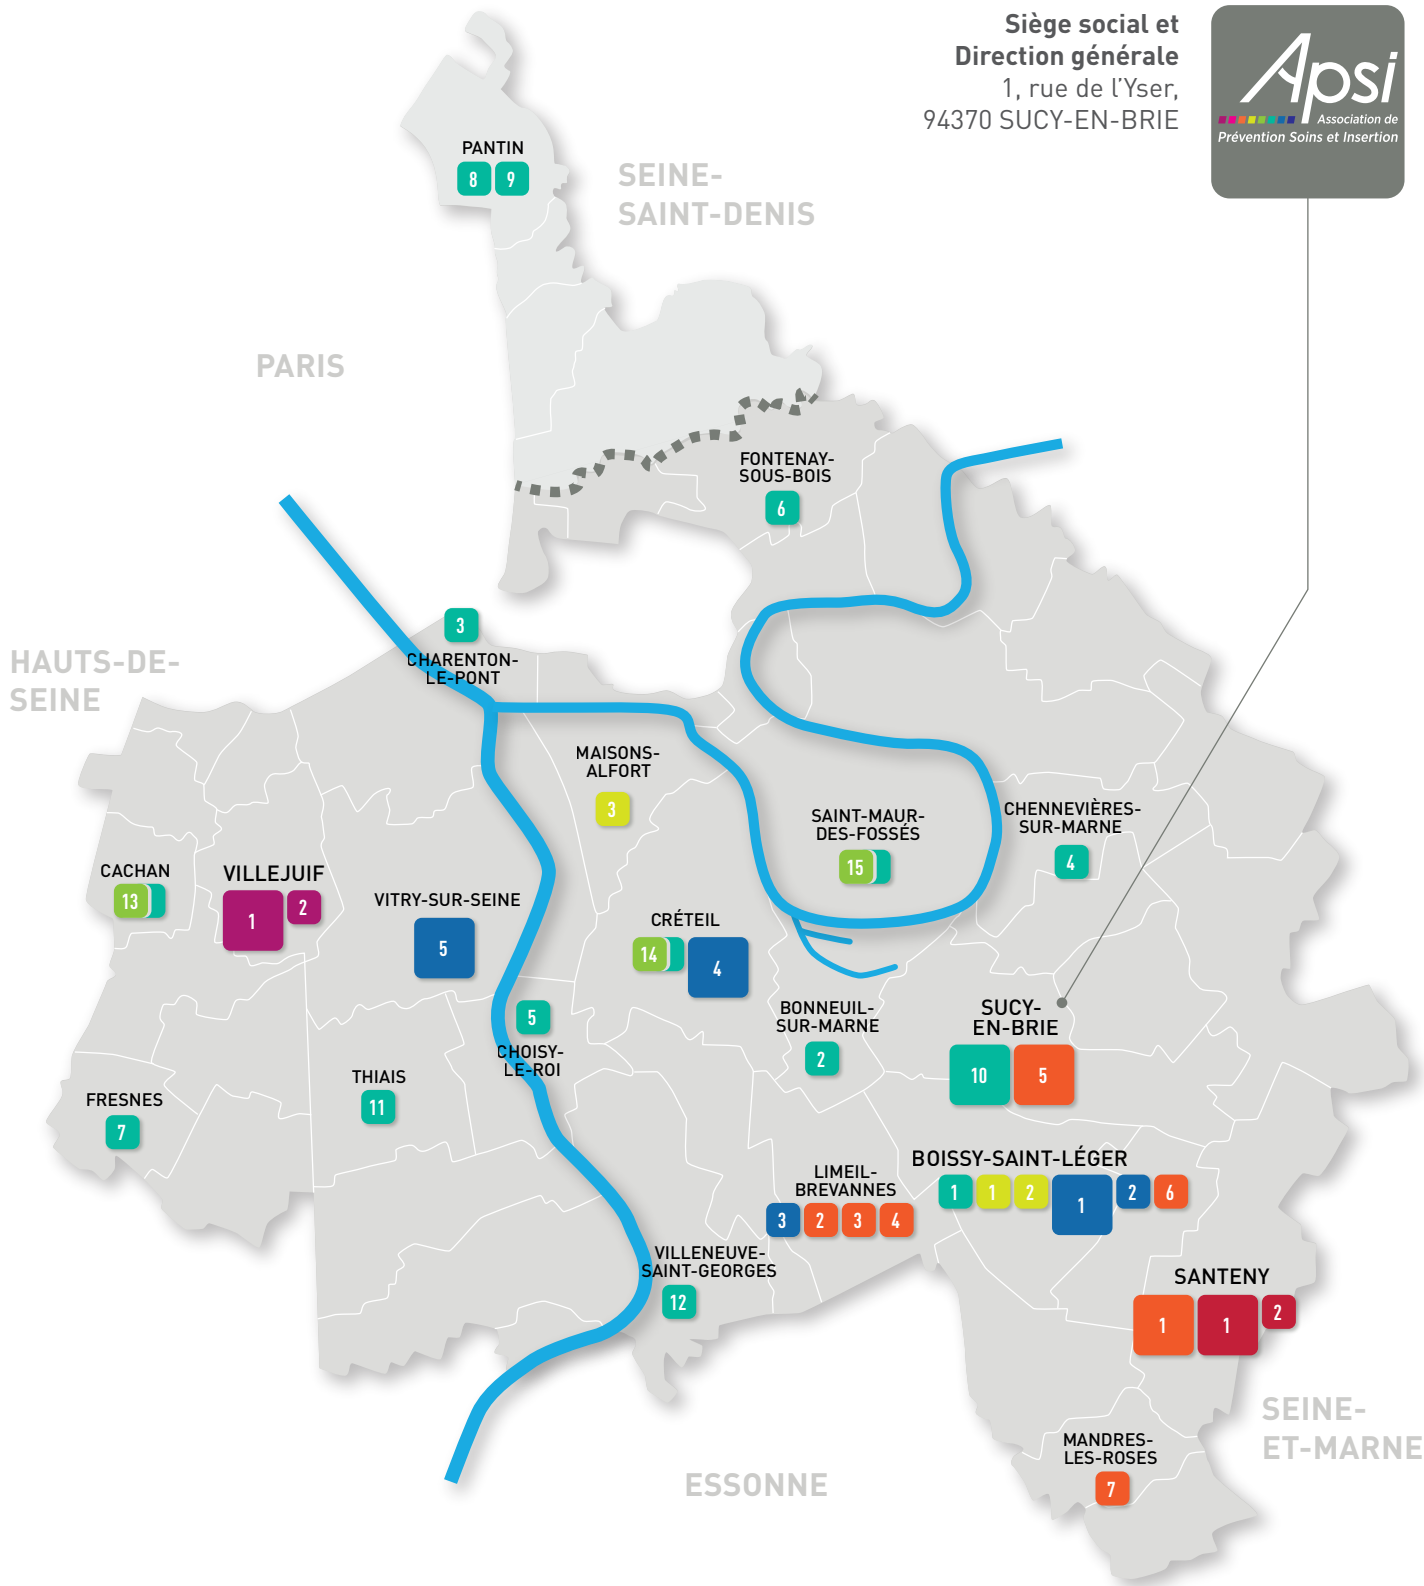 Siège social et
Direction générale
1, rue de l'Yser,
94370 SUCY-EN-BRIE
Apsi
Association de
Prévention Soins et Insertion
PANTIN
8 9
SEINE-
SAINT-DENIS
PARIS
FONTENAY-
SOUS-BOIS
6
3
CHARENTON-
LE-PONT
HAUTS-DE-
SEINE
MAISONS-
ALFORT
3
SAINT-MAUR-
DES-FOSSÉS
15
CHENNEVIÈRES-
SUR-MARNE
4
CACHAN
13
VILLEJUIF
1 2
VITRY-SUR-SEINE
5
CRÉTEIL
14 4
BONNEUIL-
SUR-MARNE
2
SUCY-
EN-BRIE
10 5
5
CHOISY-
LE-ROI
THIAIS
11
FRESNES
7
BOISSY-SAINT-LÉGER
1 1 2 1 2 6
LIMEIL-
BREVANNES
3 2 3 4
VILLENEUVE-
SAINT-GEORGES
12
SANTENY
1 1 2
SEINE-
ET-MARNE
MANDRES-
LES-ROSES
7
ESSONNE